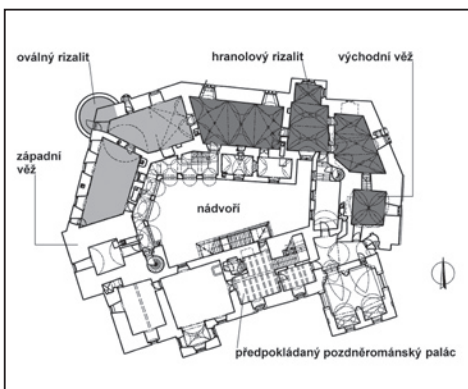 oválný rizalit
hranolový rizalit
východní věž
západní
věž
nádvoří
předpokládaný pozdněrománský palác